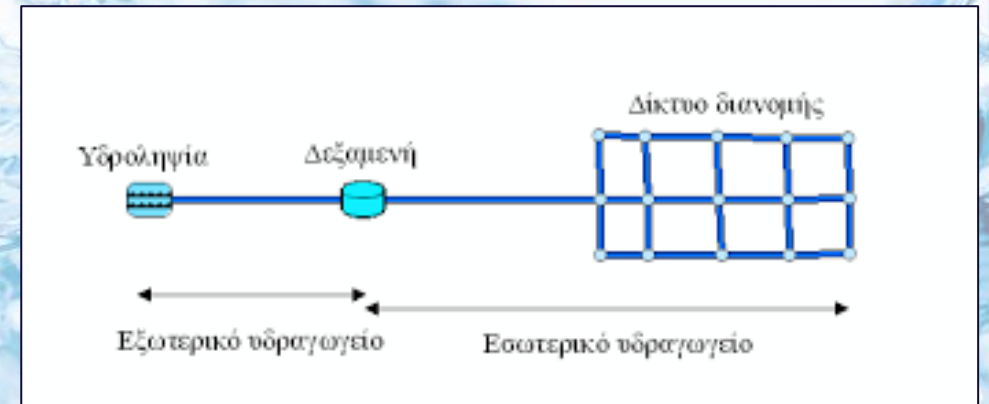 Δίκτυο διανομής
Υδροληψία
Δεξαμενή
Εξωτερικό υδραγωγείο
Εσωτερικό υδραγωγείο